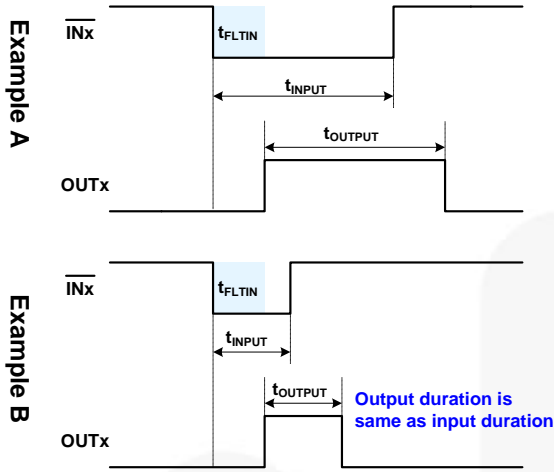 Example A
INx
tFLTIN
tINPUT
tOUTPUT
OUTx
Example B
INx
tFLTIN
tINPUT
tOUTPUT
Output duration is
same as input duration
OUTx